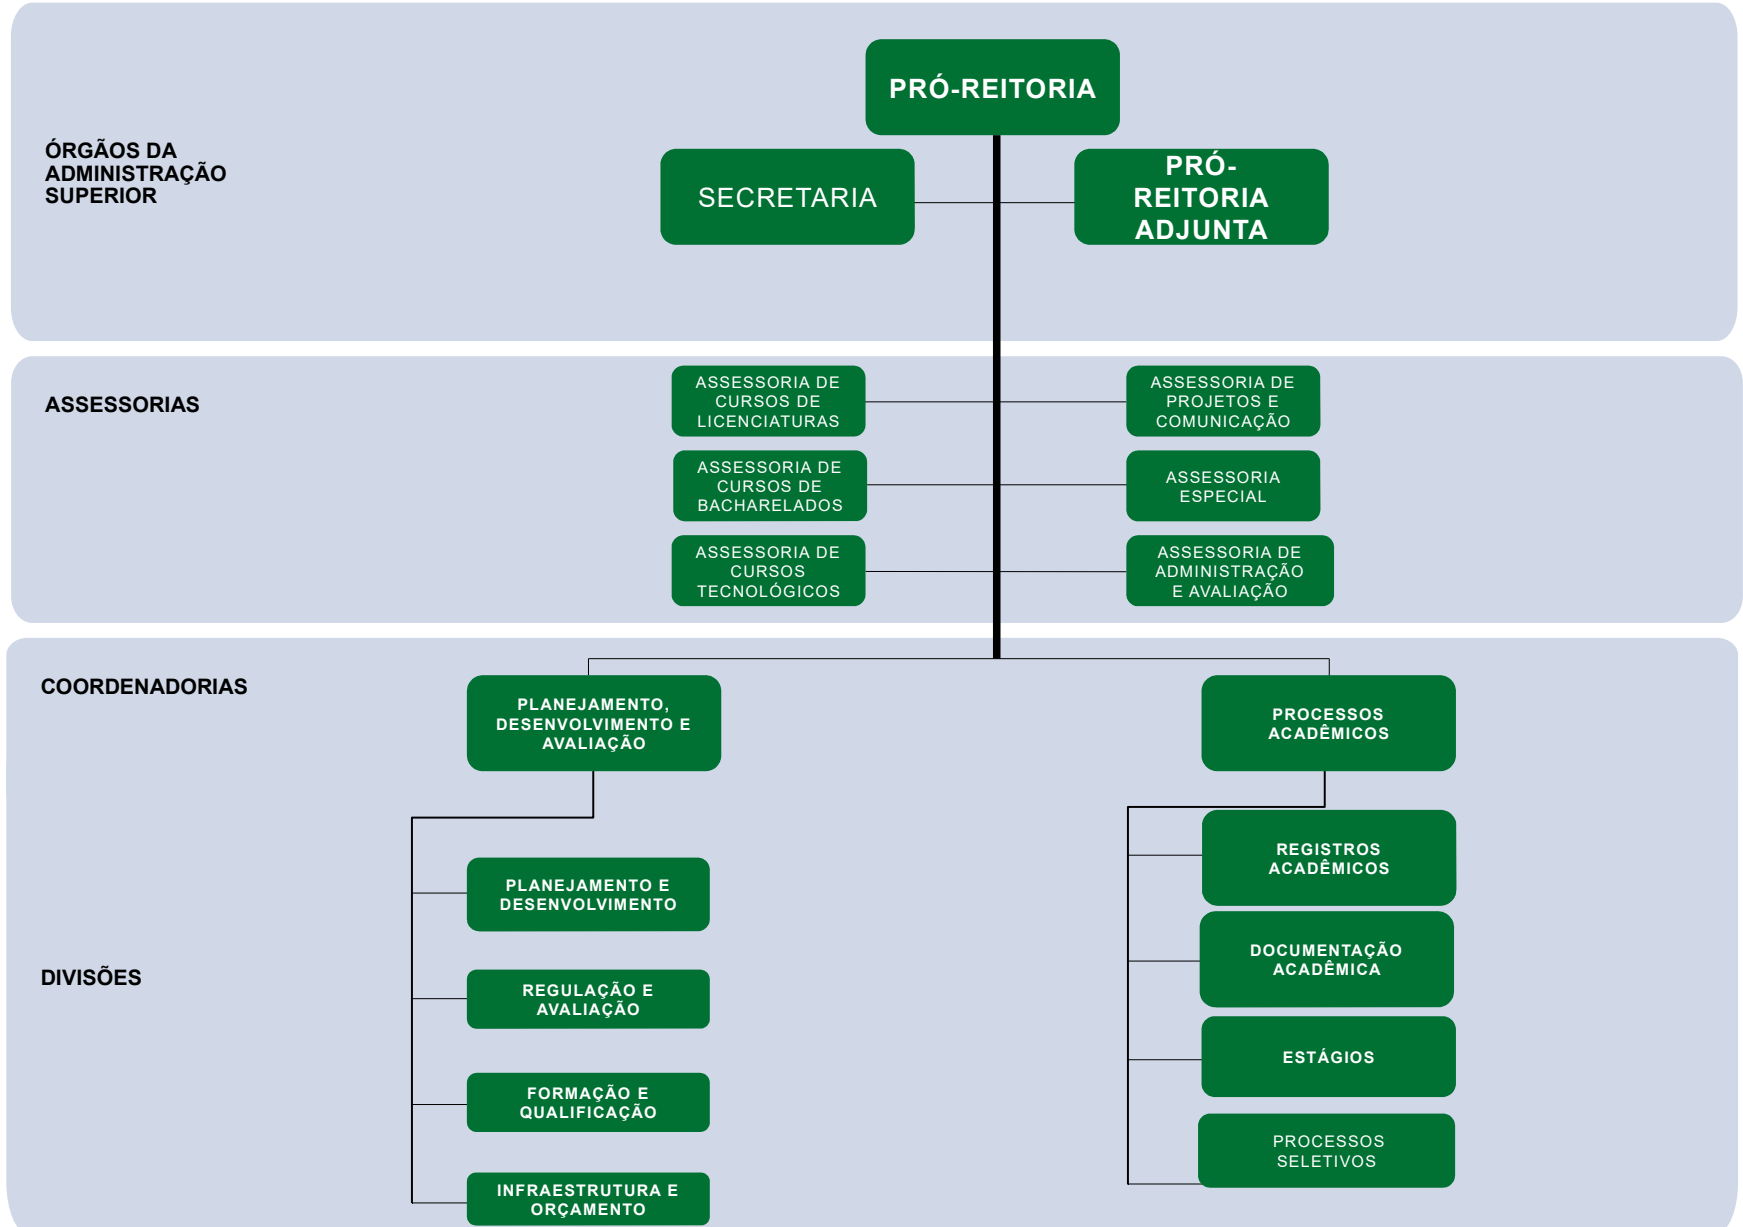 PRÓ-REITORIA
ÓRGÃOS DA
ADMINISTRAÇÃO
SUPERIOR
SECRETARIA
PRÓ-
REITORIA
ADJUNTA
ASSESSORIAS
ASSESSORIA DE
CURSOS DE
LICENCIATURAS
ASSESSORIA DE
PROJETOS E
COMUNICAÇÃO
ASSESSORIA DE
CURSOS DE
BACHARELADOS
ASSESSORIA
ESPECIAL
ASSESSORIA DE
CURSOS
TECNOLÓGICOS
ASSESSORIA DE
ADMINISTRAÇÃO
E AVALIAÇÃO
COORDENADORIAS
PLANEJAMENTO,
DESENVOLVIMENTO E
AVALIAÇÃO
PROCESSOS
ACADÊMICOS
DIVISÕES
PLANEJAMENTO E
DESENVOLVIMENTO
REGULAÇÃO E
AVALIAÇÃO
FORMAÇÃO E
QUALIFICAÇÃO
INFRAESTRUTURA E
ORÇAMENTO
REGISTROS
ACADÊMICOS
DOCUMENTAÇÃO
ACADÊMICA
ESTÁGIOS
PROCESSOS
SELETIVOS